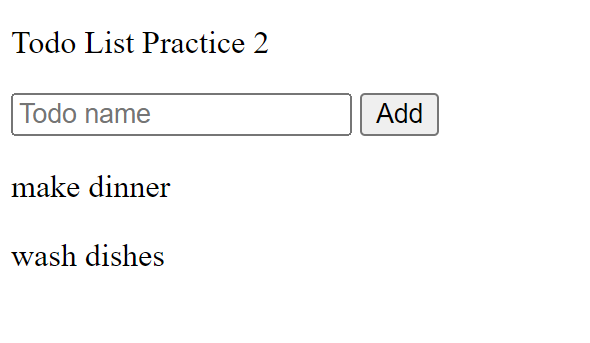 Todo List Practice 2
Todo name Add
make dinner
wash dishes